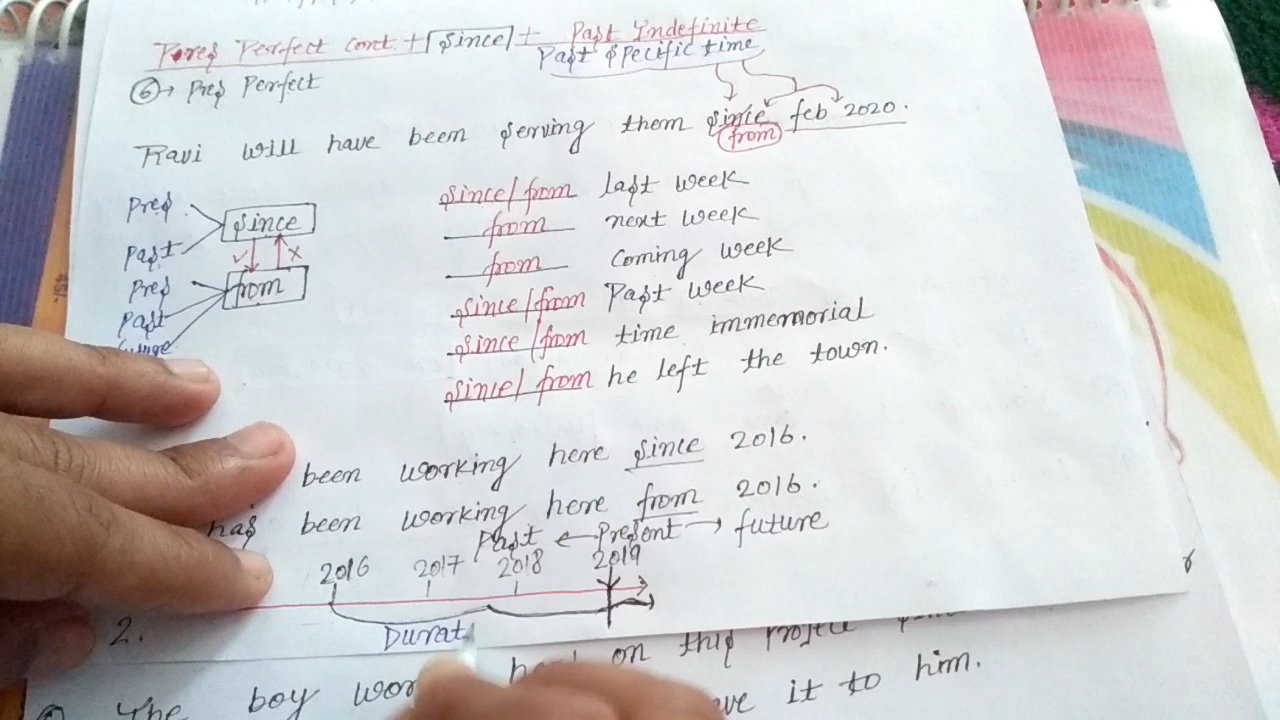 Pres Perfect Cont. + since + Past Indefinite
Past specific time
6 → Pres Perfect
Ravi will have been serving them since feb 2020.
from
Pres
Past
since
✓ ×
Pres
Past
from
since/from last week
from next week
from coming week
since/from Past week
since/from time immemorial
since/from he left the town.
been working here since 2016.
has been working here from 2016.
Past ← Present → future
2016 2017 2018 2019
Durat
2.
on this project
The boy
it to him.